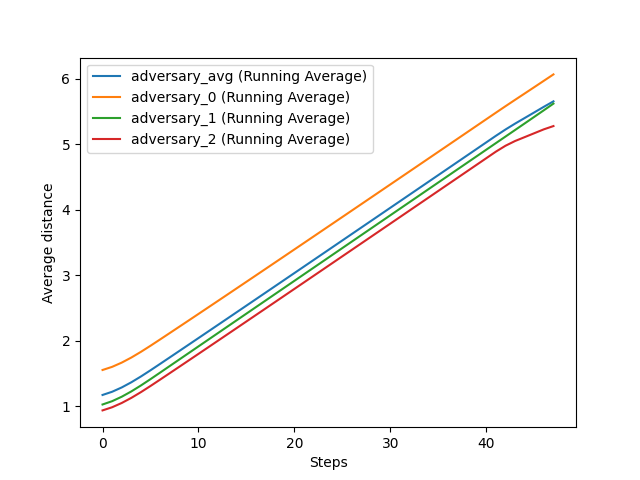 adversary_avg (Running Average)
adversary_0 (Running Average)
adversary_1 (Running Average)
adversary_2 (Running Average)
Average distance
6
5
4
3
2
1
0 10 20 30 40
Steps